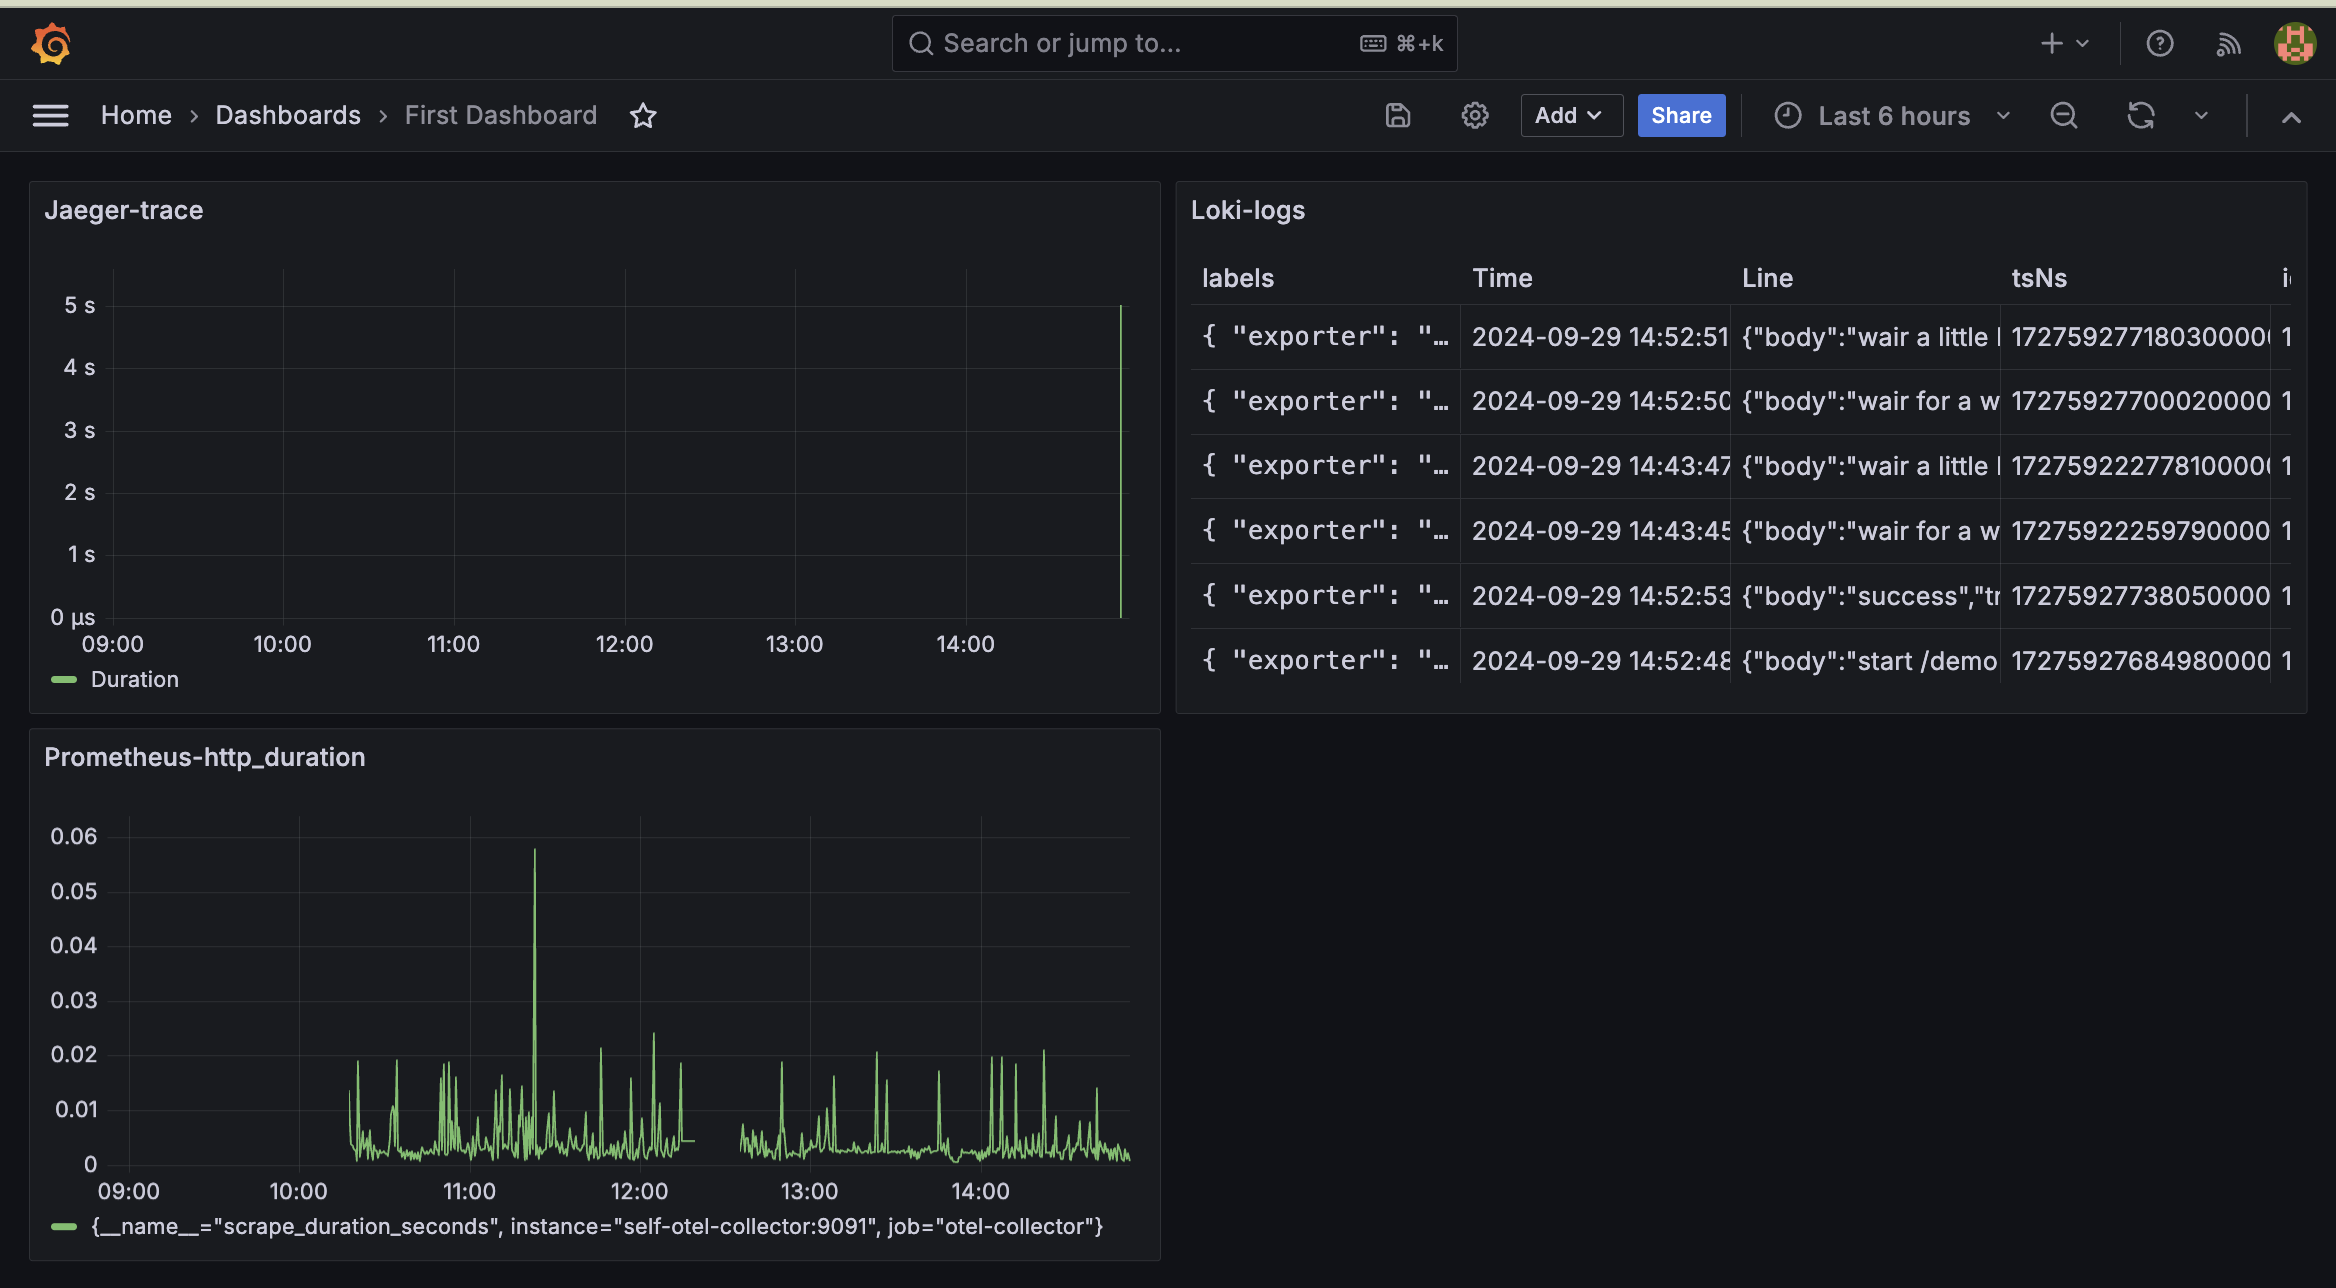 Search or jump to... ⌘+k
Home › Dashboards › First Dashboard
Add
Share
Last 6 hours
Jaeger-trace
5 s
4 s
3 s
2 s
1 s
0 µs
09:00 10:00 11:00 12:00 13:00 14:00
Duration
Loki-logs
labels Time Line tsNs
{ "exporter": "… 2024-09-29 14:52:51 {"body":"wair a little 172759277180300000 1
{ "exporter": "… 2024-09-29 14:52:50 {"body":"wair for a w 17275927700020000 1
{ "exporter": "… 2024-09-29 14:43:47 {"body":"wair a little 172759222778100000 1
{ "exporter": "… 2024-09-29 14:43:45 {"body":"wair for a w 17275922259790000 1
{ "exporter": "… 2024-09-29 14:52:53 {"body":"success","tr 17275927738050000 1
{ "exporter": "… 2024-09-29 14:52:48 {"body":"start /demo 17275927684980000 1
Prometheus-http_duration
0.06
0.05
0.04
0.03
0.02
0.01
0
09:00 10:00 11:00 12:00 13:00 14:00
{__name__="scrape_duration_seconds", instance="self-otel-collector:9091", job="otel-collector"}